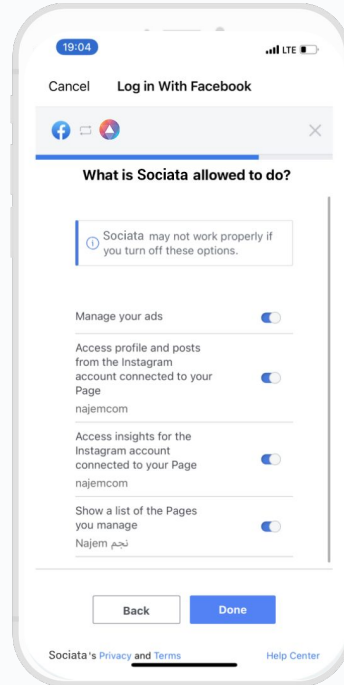 19:04
LTE
Cancel Log in With Facebook
What is Sociata allowed to do?
Sociata may not work properly if
you turn off these options.
Manage your ads
Access profile and posts
from the Instagram
account connected to your
Page
najemcom
Access insights for the
Instagram account
connected to your Page
najemcom
Show a list of the Pages
you manage
Najem نجم
Back Done
Sociata's Privacy and Terms Help Center